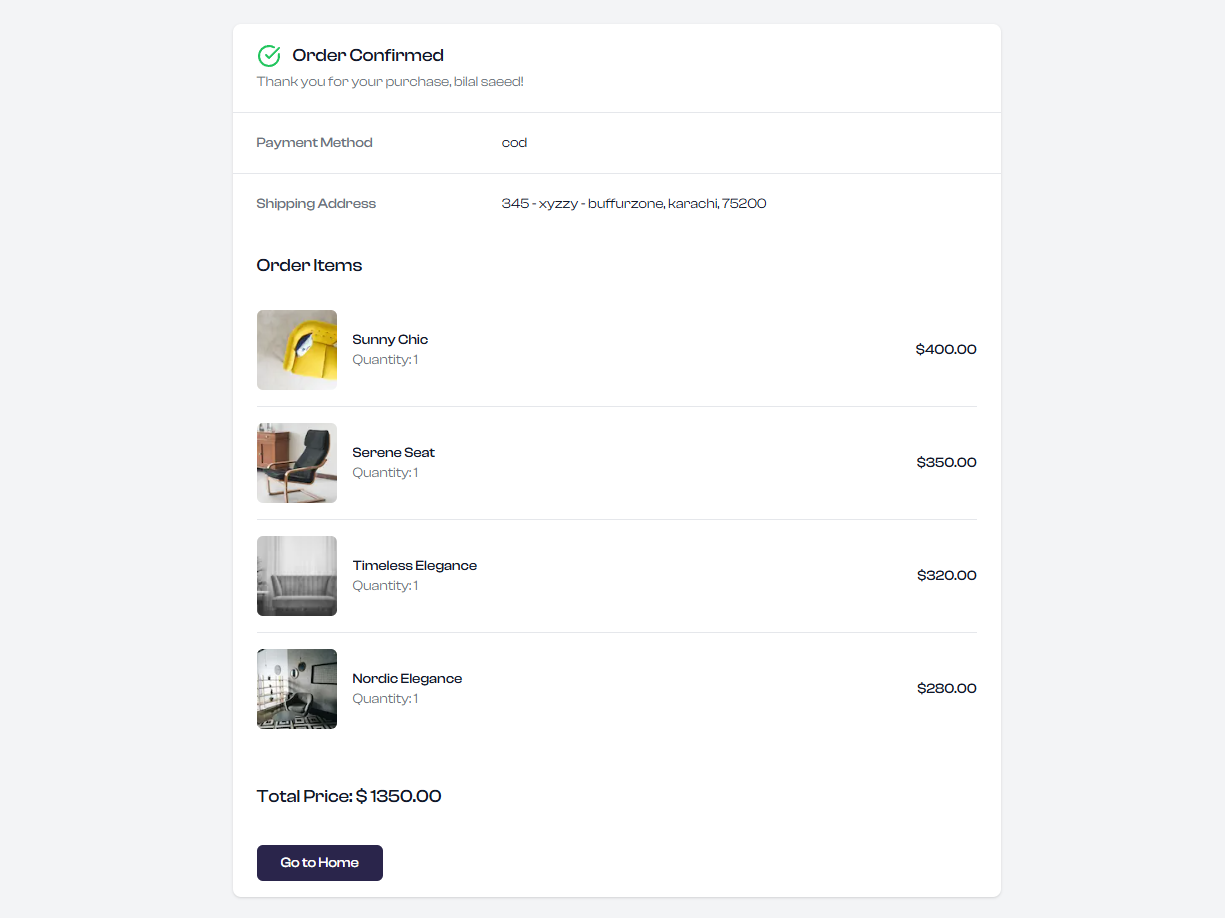 Order Confirmed
Thank you for your purchase, bilal saeed!
Payment Method cod
Shipping Address 345 - xyzzy - buffurzone, karachi, 75200
Order Items
Sunny Chic
Quantity: 1
$400.00
Serene Seat
Quantity: 1
$350.00
Timeless Elegance
Quantity: 1
$320.00
Nordic Elegance
Quantity: 1
$280.00
Total Price: $ 1350.00
Go to Home